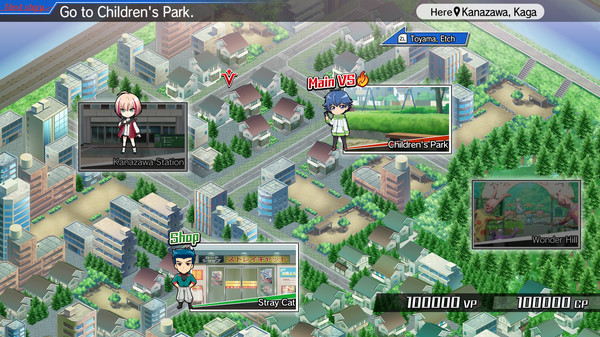 Go to Children's Park.
Here Kanazawa, Kaga
ZL Toyama, Etch
Main VS
Kanazawa Station
Children's Park
Wonder Hill
Shop
Stray Cat
100000 VP 100000 CP